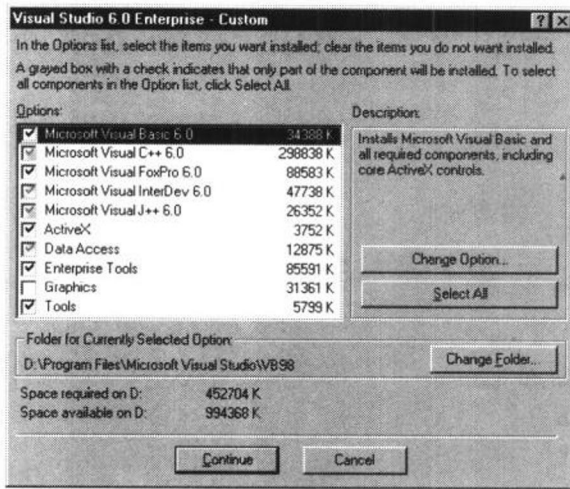 Visual Studio 6.0 Enterprise - Custom
In the Options list, select the items you want installed; clear the items you do not want installed.
A grayed box with a check indicates that only part of the component will be installed. To select
all components in the Option list, click Select All.
Options:
Description:
Microsoft Visual Basic 6.0 34388 K
Microsoft Visual C++ 6.0 298838 K
Microsoft Visual FoxPro 6.0 88583 K
Microsoft Visual InterDev 6.0 47738 K
Microsoft Visual J++ 6.0 26352 K
ActiveX 3752 K
Data Access 12875 K
Enterprise Tools 85591 K
Graphics 31361 K
Tools 5799 K
Installs Microsoft Visual Basic and
all required components, including
core ActiveX controls.
Change Option...
Select All
Folder for Currently Selected Option:
D:\Program Files\Microsoft Visual Studio\VB98
Change Folder...
Space required on D: 452704 K
Space available on D: 994368 K
Continue
Cancel